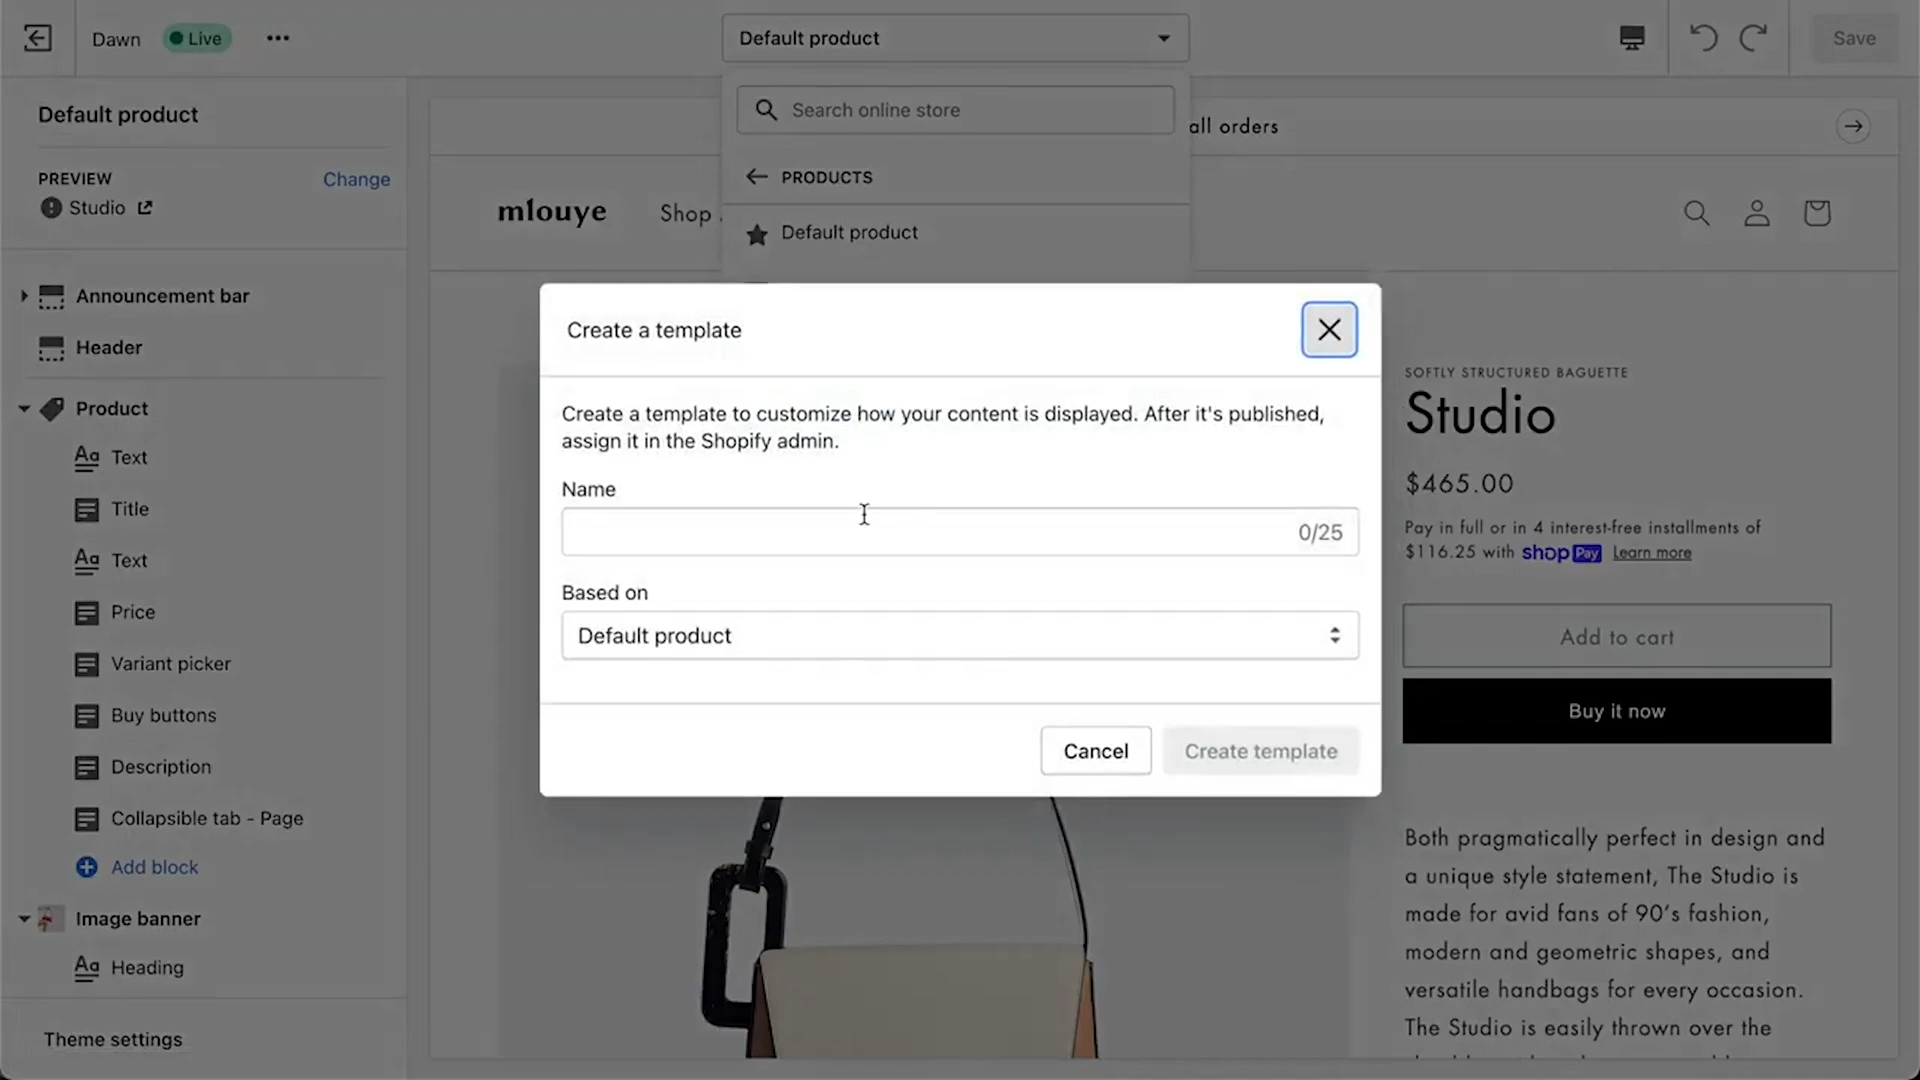 Dawn
Live
Default product
Save
Default product
PREVIEW
Change
Studio
Announcement bar
Header
Product
Aa Text
Title
Aa Text
Price
Variant picker
Buy buttons
Description
Collapsible tab - Page
Add block
Image banner
Aa Heading
Theme settings
Search online store
PRODUCTS
Default product
all orders
mlouye
Shop
Create a template
Create a template to customize how your content is displayed. After it's published,
assign it in the Shopify admin.
Name
0/25
Based on
Default product
Cancel
Create template
SOFTLY STRUCTURED BAGUETTE
Studio
$465.00
Pay in full or in 4 interest-free installments of
$116.25 with shop Pay Learn more
Add to cart
Buy it now
Both pragmatically perfect in design and
a unique style statement, The Studio is
made for avid fans of 90's fashion,
modern and geometric shapes, and
versatile handbags for every occasion.
The Studio is easily thrown over the